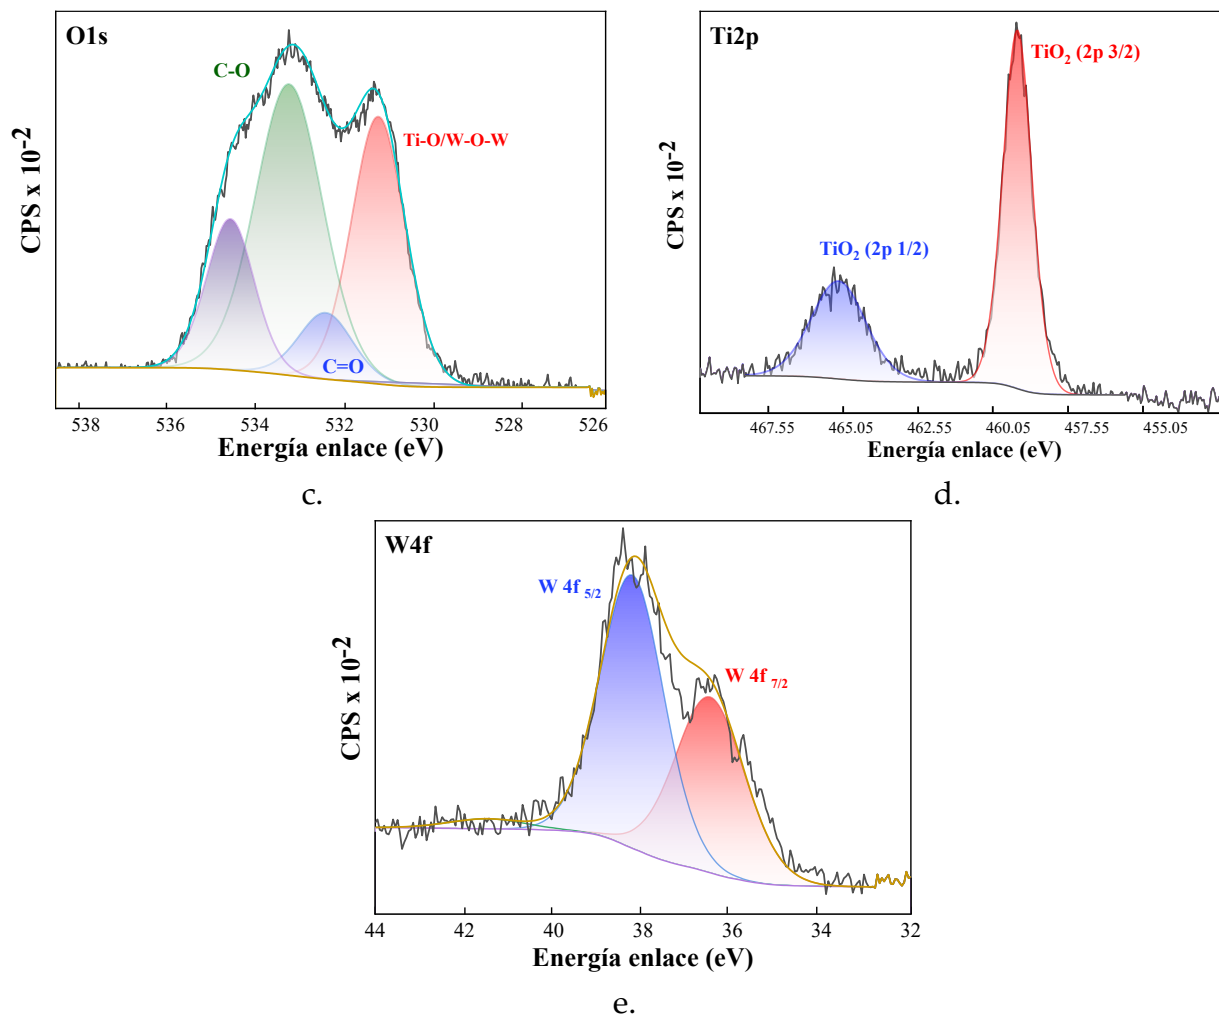 O1s
C-O
Ti-O/W-O-W
C=O
CPS x 10⁻²
538 536 534 532 530 528 526
Energía enlace (eV)
c.
Ti2p
TiO₂ (2p 3/2)
TiO₂ (2p 1/2)
CPS x 10⁻²
467.55 465.05 462.55 460.05 457.55 455.05
Energía enlace (eV)
d.
W4f
W 4f 5/2
W 4f 7/2
CPS x 10⁻²
44 42 40 38 36 34 32
Energía enlace (eV)
e.